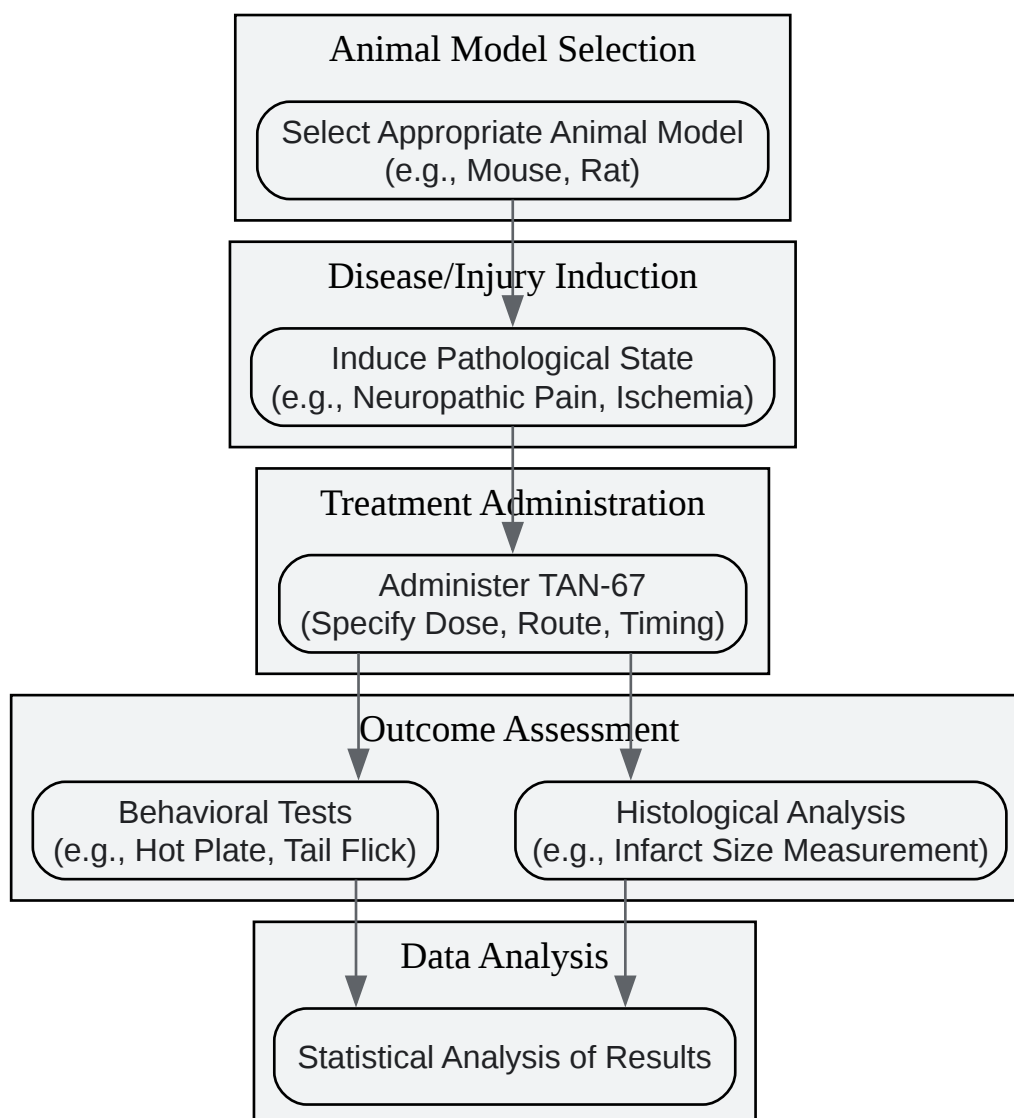 Animal Model Selection
Select Appropriate Animal Model
(e.g., Mouse, Rat)
Disease/Injury Induction
Induce Pathological State
(e.g., Neuropathic Pain, Ischemia)
Treatment Administration
Administer TAN-67
(Specify Dose, Route, Timing)
Outcome Assessment
Behavioral Tests
(e.g., Hot Plate, Tail Flick)
Histological Analysis
(e.g., Infarct Size Measurement)
Data Analysis
Statistical Analysis of Results